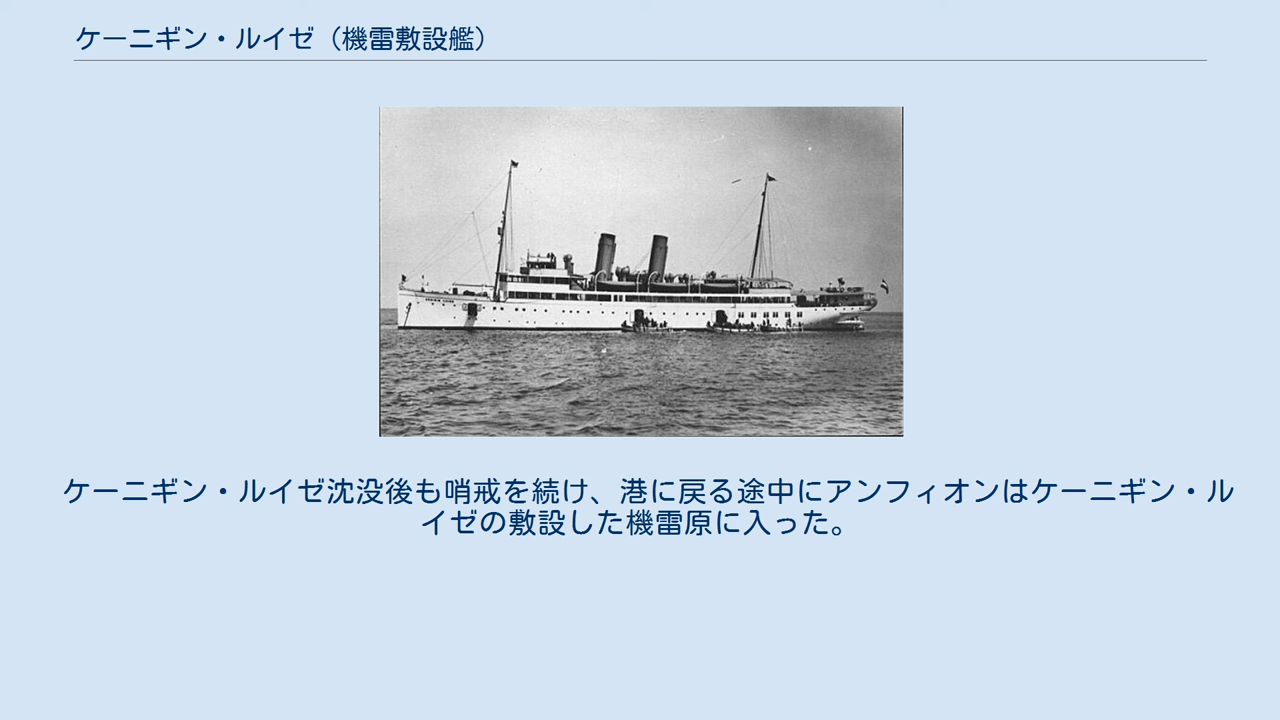 ケーニギン・ルイゼ（機雷敷設艦）
ケーニギン・ルイゼ沈没後も哨戒を続け、港に戻る途中にアンフィオンはケーニギン・ル
イゼの敷設した機雷原に入った。